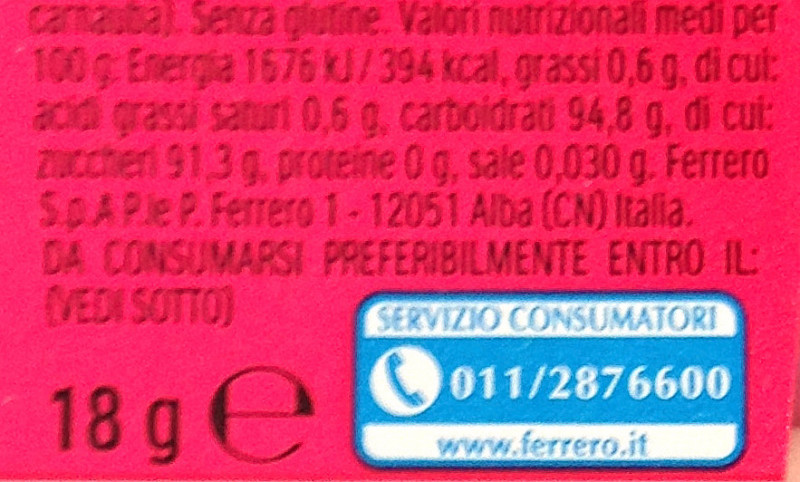 carnauba). Senza glutine. Valori nutrizionali medi per
100 g: Energia 1676 kJ / 394 kcal, grassi 0,6 g, di cui:
acidi grassi saturi 0,6 g, carboidrati 94,8 g, di cui:
zuccheri 91,3 g, proteine 0 g, sale 0,030 g. Ferrero
S.p.A P.le P. Ferrero 1 - 12051 Alba (CN) Italia.
DA CONSUMARSI PREFERIBILMENTE ENTRO IL:
(VEDI SOTTO)
18 g e
SERVIZIO CONSUMATORI
011/2876600
www.ferrero.it